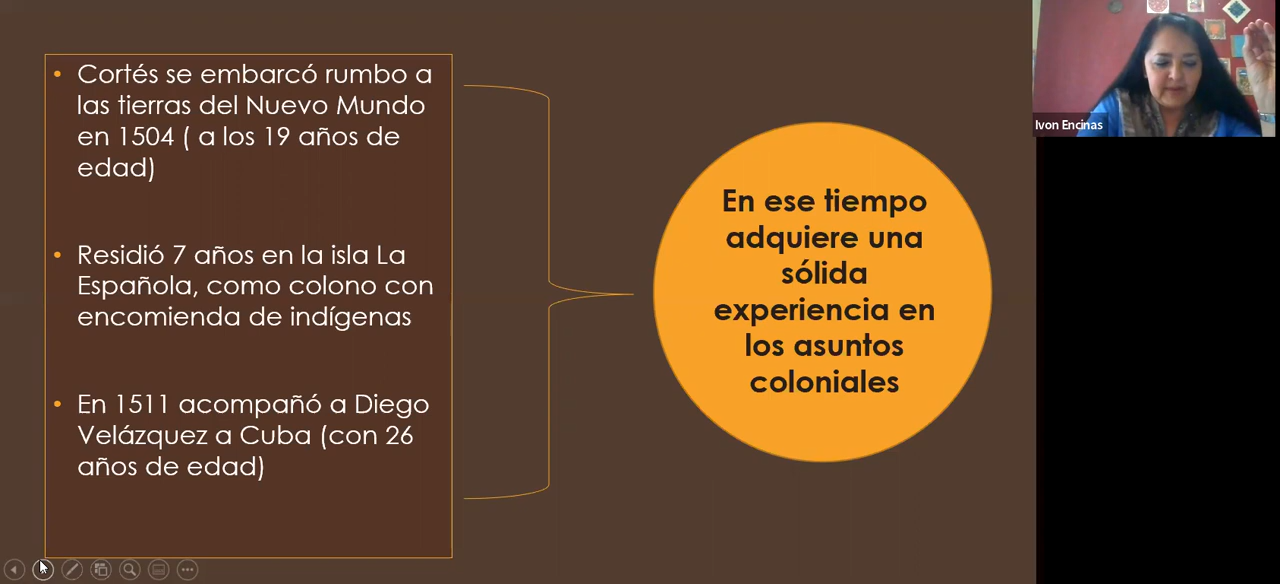 Cortés se embarcó rumbo a
las tierras del Nuevo Mundo
en 1504 ( a los 19 años de
edad)
Residió 7 años en la isla La
Española, como colono con
encomienda de indígenas
En 1511 acompañó a Diego
Velázquez a Cuba (con 26
años de edad)
En ese tiempo
adquiere una
sólida
experiencia en
los asuntos
coloniales
Ivon Encinas